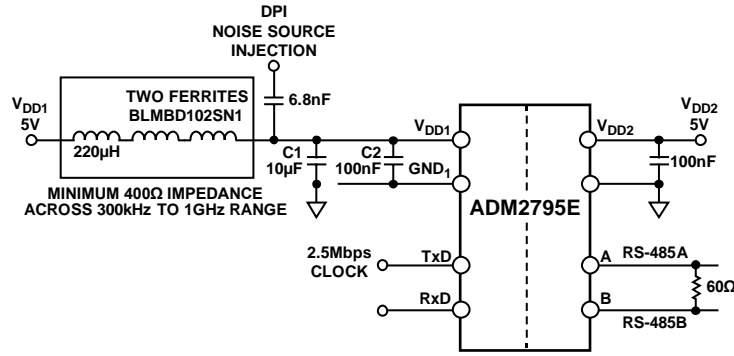 DPI
NOISE SOURCE
INJECTION
VDD1
5V
TWO FERRITES
BLMBD102SN1
6.8nF
220µH
MINIMUM 400Ω IMPEDANCE
ACROSS 300kHz TO 1GHz RANGE
C1
10µF
C2
100nF
VDD1
GND1
VDD2
VDD2
5V
100nF
ADM2795E
2.5Mbps
CLOCK
TxD
RxD
A
RS-485A
60Ω
B
RS-485B